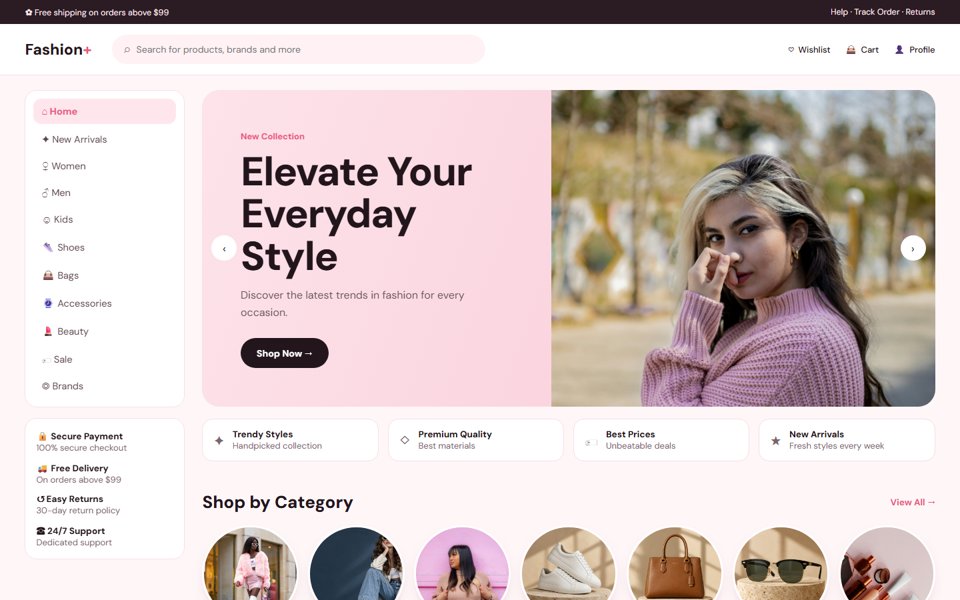 ✿ Free shipping on orders above $99
Help · Track Order · Returns
Fashion+
Search for products, brands and more
Wishlist
Cart
Profile
Home
New Arrivals
Women
Men
Kids
Shoes
Bags
Accessories
Beauty
Sale
Brands
Secure Payment
100% secure checkout
Free Delivery
On orders above $99
Easy Returns
30-day return policy
24/7 Support
Dedicated support
New Collection
Elevate Your
Everyday
Style
Discover the latest trends in fashion for every
occasion.
Shop Now →
Trendy Styles
Handpicked collection
Premium Quality
Best materials
Best Prices
Unbeatable deals
New Arrivals
Fresh styles every week
Shop by Category
View All →